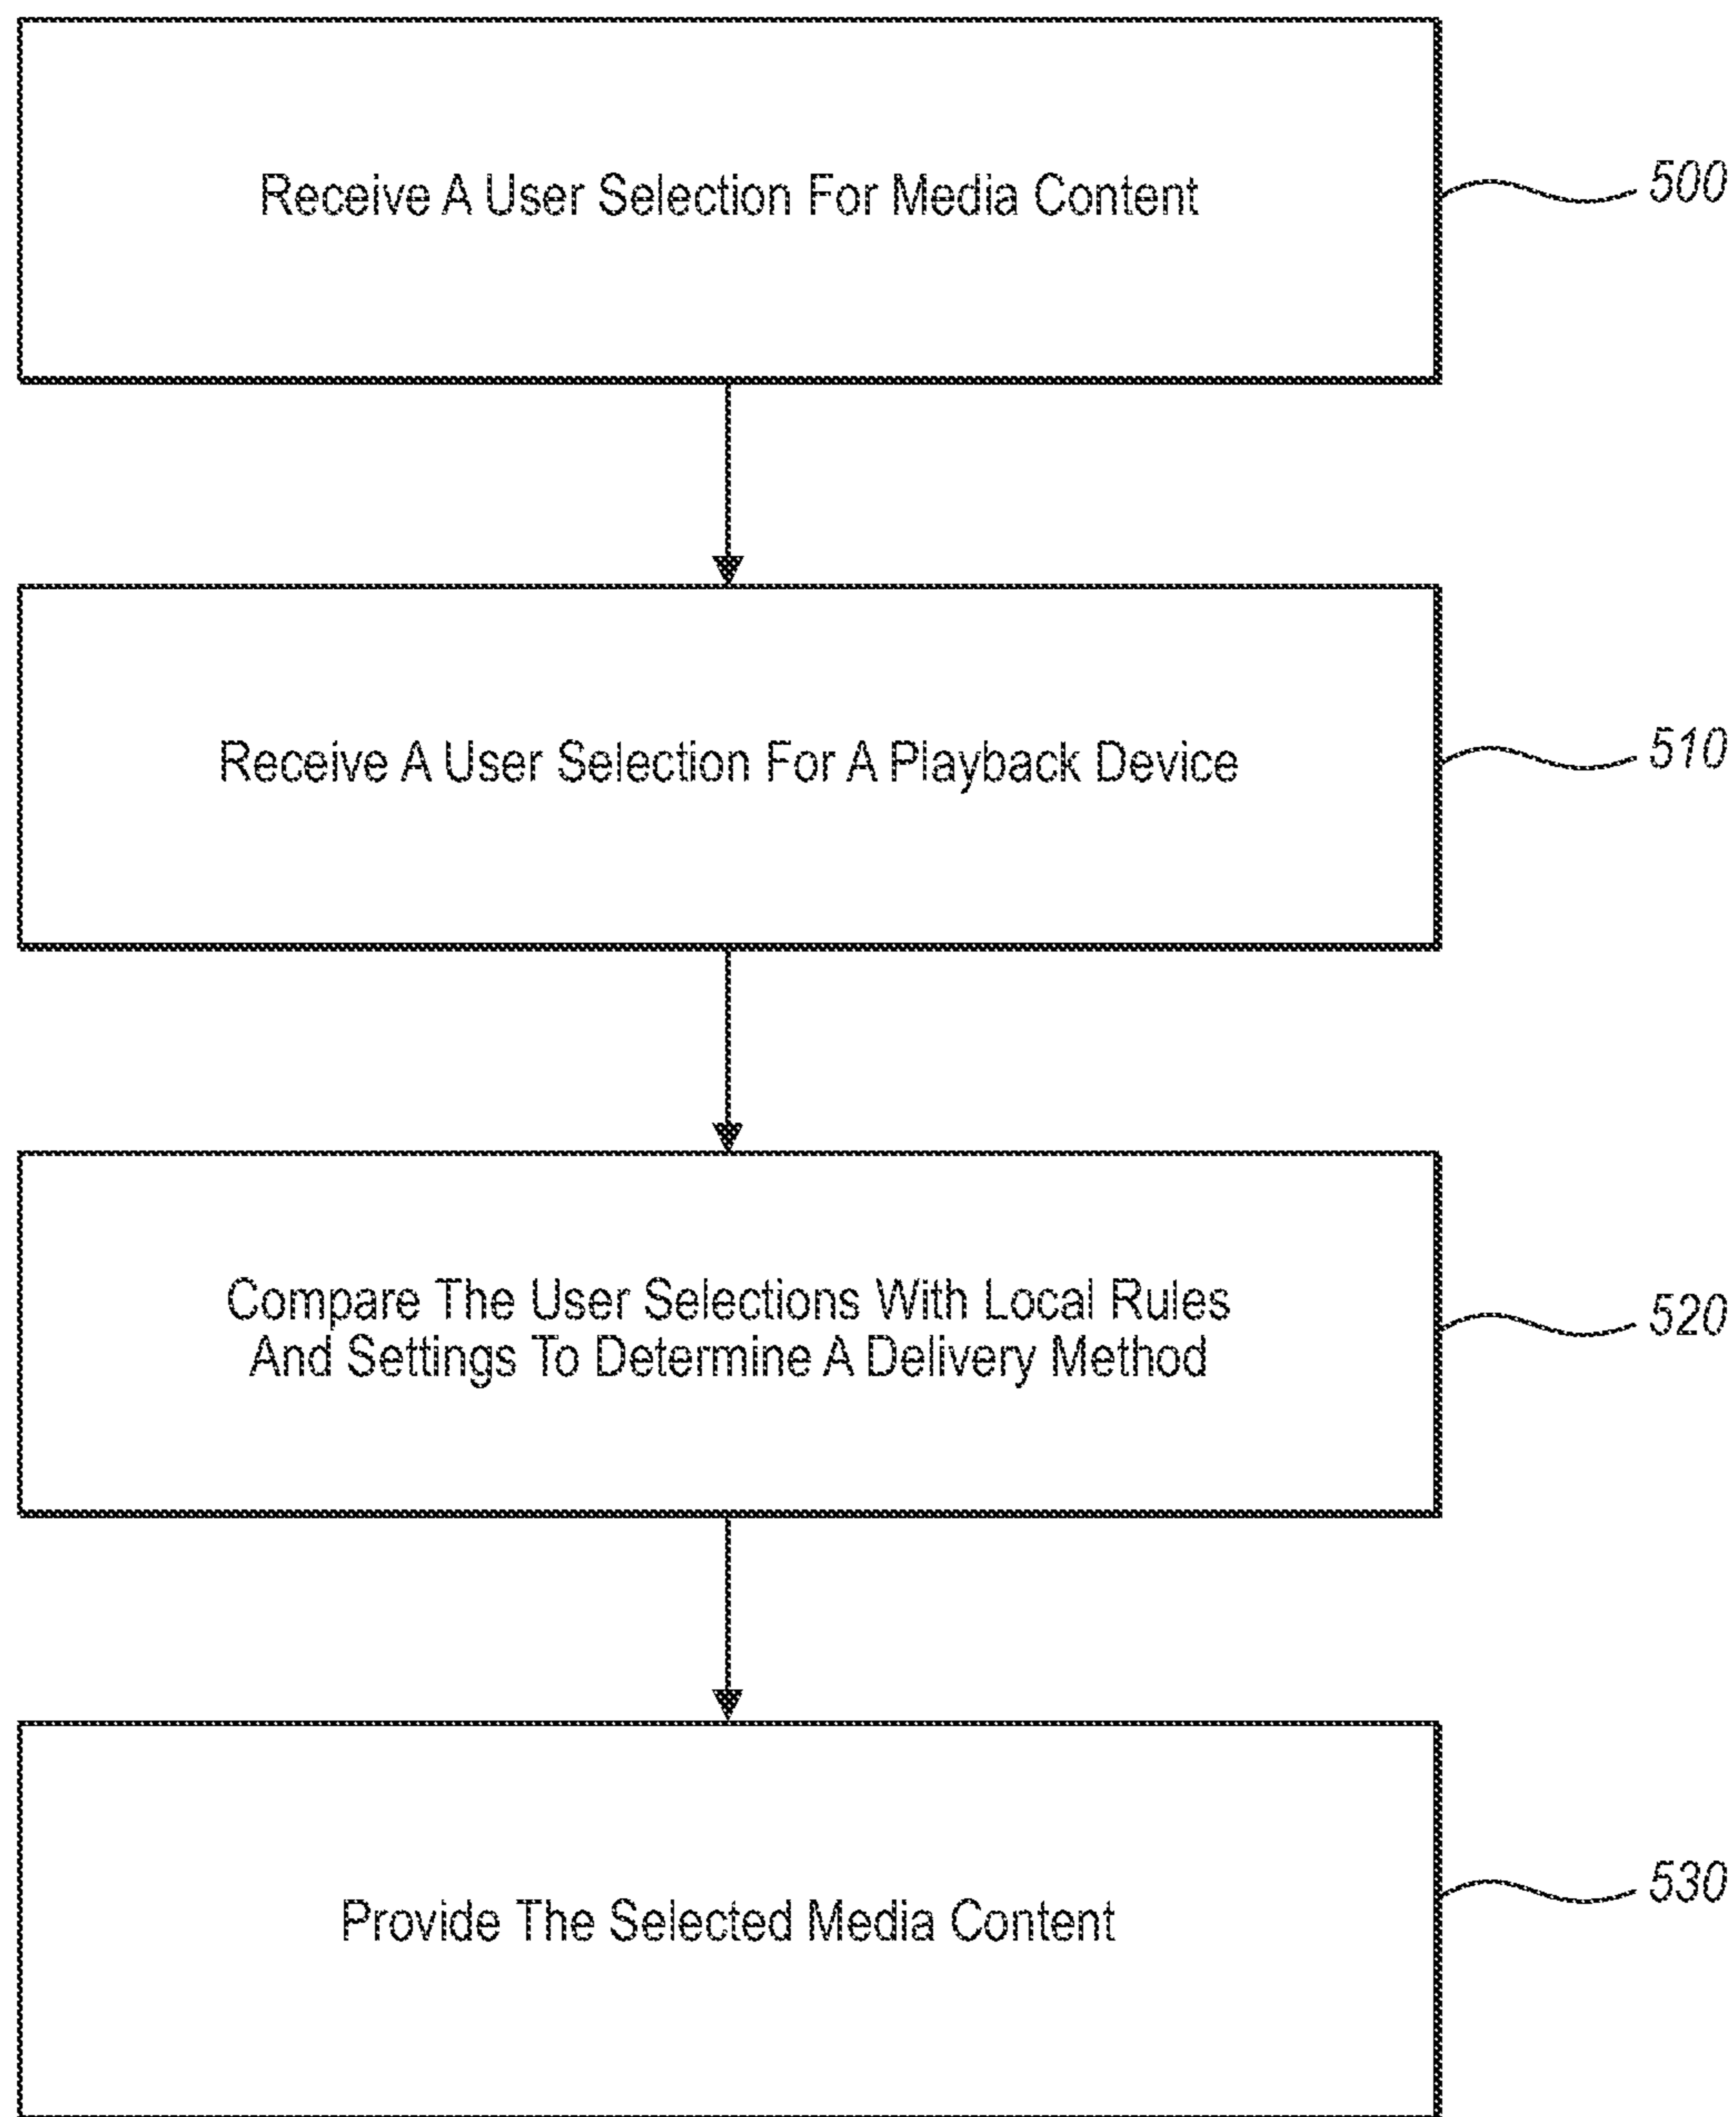 Receive A User Selection For Media Content
500
Receive A User Selection For A Playback Device
510
Compare The User Selections With Local Rules
And Settings To Determine A Delivery Method
520
Provide The Selected Media Content
530